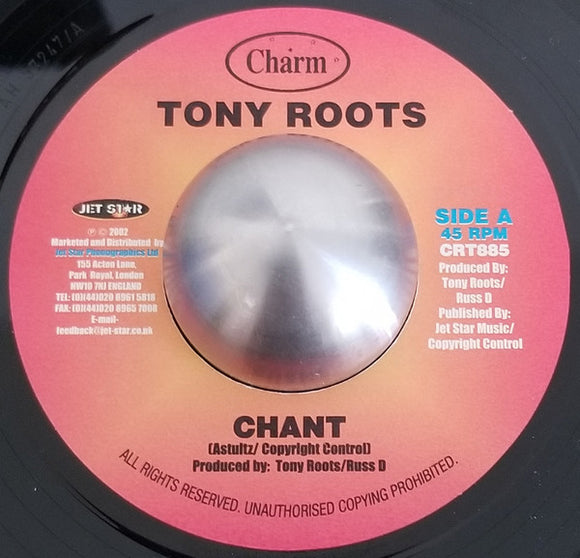 Charm
TONY ROOTS
JET STAR
℗ © 2002
Marketed and Distributed by
Jet Star Phonographics Ltd
155 Acton Lane,
Park Royal, London
NW10 7NJ ENGLAND
TEL: (0)(44)020 8961 5818
FAX: (0)(44)020 8965 7008
E-mail-
feedback@jet-star.co.uk
SIDE A
45 RPM
CRT885
Produced By:
Tony Roots/
Russ D
Published By:
Jet Star Music/
Copyright Control
CHANT
(Astultz/ Copyright Control)
Produced by: Tony Roots/Russ D
ALL RIGHTS RESERVED. UNAUTHORISED COPYING PROHIBITED.